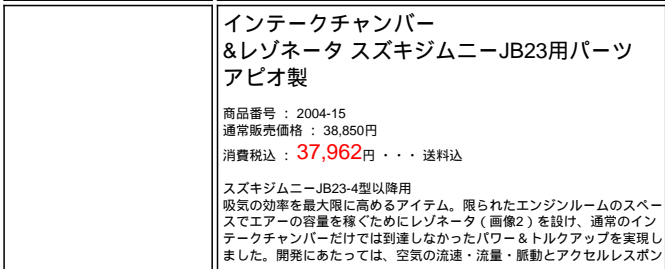 インテークチャンバー
&レゾネータ スズキジムニーJB23用パーツ
アピオ製
商品番号 ： 2004-15
通常販売価格 ： 38,850円
消費税込 ： 37,962円 ・・・ 送料込
スズキジムニーJB23-4型以降用
吸気の効率を最大限に高めるアイテム。限られたエンジンルームのスペー
スでエアーの容量を稼ぐためにレゾネータ（画像2）を設け、通常のイン
テークチャンバーだけでは到達しなかったパワー＆トルクアップを実現し
ました。開発にあたっては、空気の流速・流量・脈動とアクセルレスポン